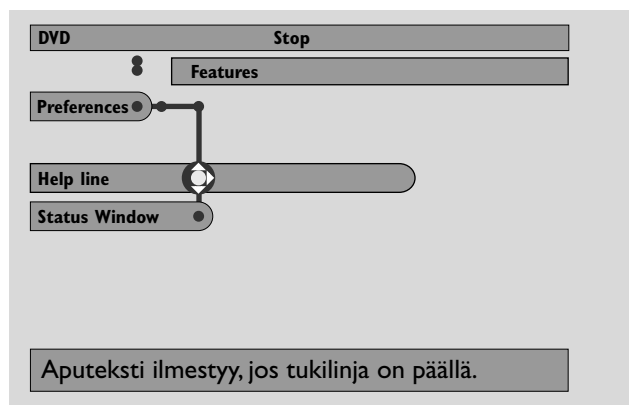 DVD Stop
Features
Preferences
Help line
Status Window
Aputeksti ilmestyy, jos tukilinja on päällä.